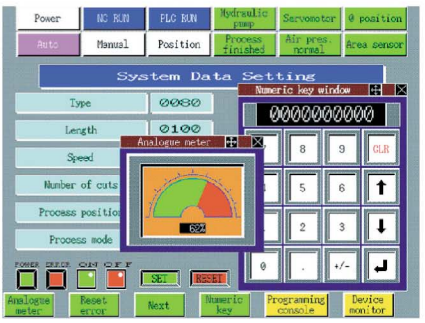 Power NC RUN PLC RUN Hydraulic pump Servomotor θ position
Auto Manual Position Process finished Air pres. normal Area sensor
System Data Setting
Numeric key window
0000000000
Type 0080
Length 0100
Analogue meter
8 9 CLR
Speed
Number of cuts
5 6
Process position
2 3
62%
Process mode
0 . +/-
POWER ERROR ON OFF
SET RESET
Analogue meter Reset error Next Numeric key Programming console Device monitor